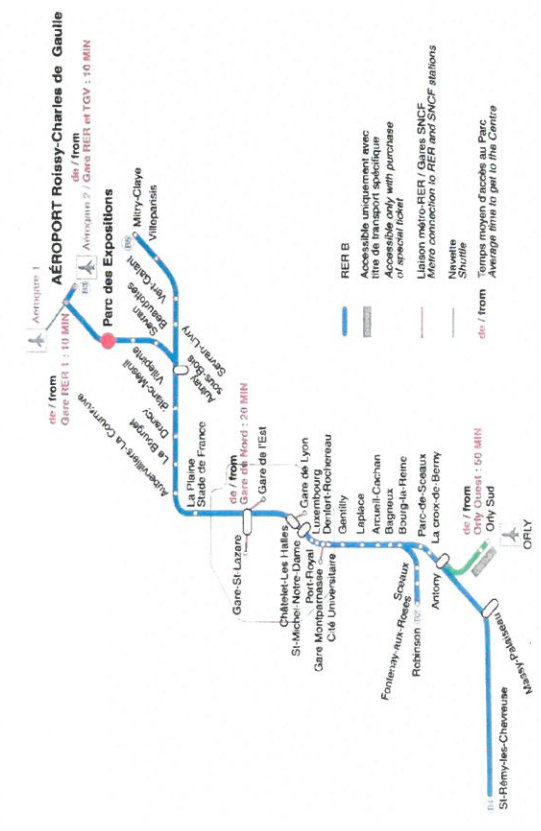 Aérogare 1
AÉROPORT Roissy-Charles de Gaulle
de / from
Gare RER 1 : 10 MIN
de / from
Aérogare 2 / Gare RER et TGV : 10 MIN
Parc des Expositions
Mitry-Claye
Villeparisis
Vert-Galant
Sevran
Beaudottes
Villepinte
Sevran-Livry
Aulnay
sous-Bois
Blanc-Mesnil
Drancy
Le Bourget
Aubervilliers-La Courneuve
La Plaine
Stade de France
de / from
Gare de Nord : 20 MIN
Gare de l'Est
Gare-St-Lazare
Gare de Lyon
Châtelet-Les Halles
St-Michel-Notre-Dame
Luxembourg
Port-Royal
Denfert-Rochereau
Gare Montparnasse
Cité Universitaire
Gentilly
Laplace
Arcueil-Cachan
Bagneux
Bourg-la-Reine
Sceaux
Fontenay-aux-Roses
Robinson
Parc-de-Sceaux
La croix-de-Berny
Antony
de / from
Orly Ouest : 50 MIN
Orly Sud
ORLY
Massy-Palaiseau
St-Rémy-les-Chevreuse
RER B
Accessible uniquement avec
titre de transport spécifique
Accessible only with purchase
of special ticket
Liaison métro-RER / Gares SNCF
Metro connection to RER and SNCF stations
Navette
Shuttle
de / from
Temps moyen d'accès au Parc
Average time to get to the Centre